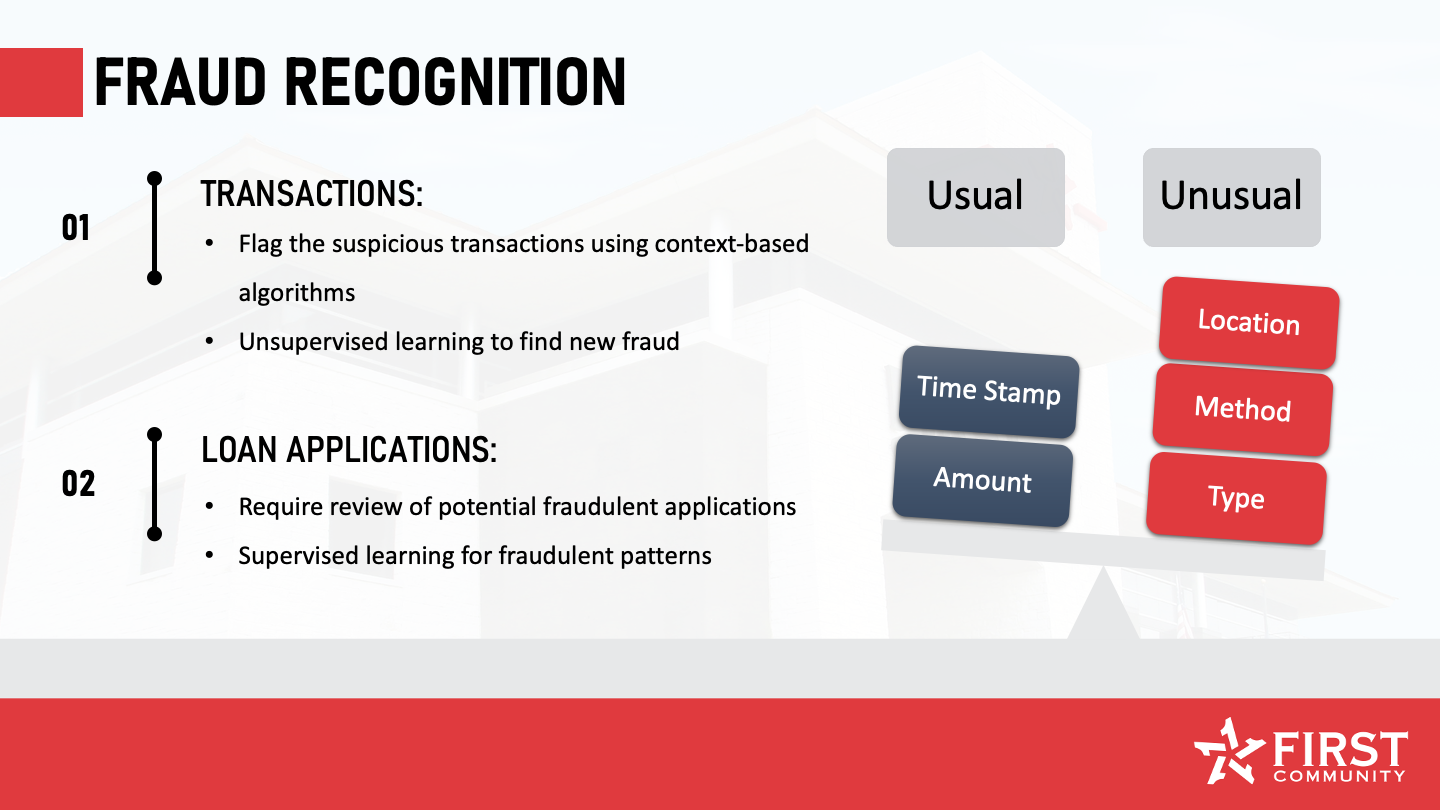 FRAUD RECOGNITION
01
TRANSACTIONS:
• Flag the suspicious transactions using context-based
algorithms
• Unsupervised learning to find new fraud
02
LOAN APPLICATIONS:
• Require review of potential fraudulent applications
• Supervised learning for fraudulent patterns
Usual
Unusual
Time Stamp
Amount
Location
Method
Type
FIRST
COMMUNITY